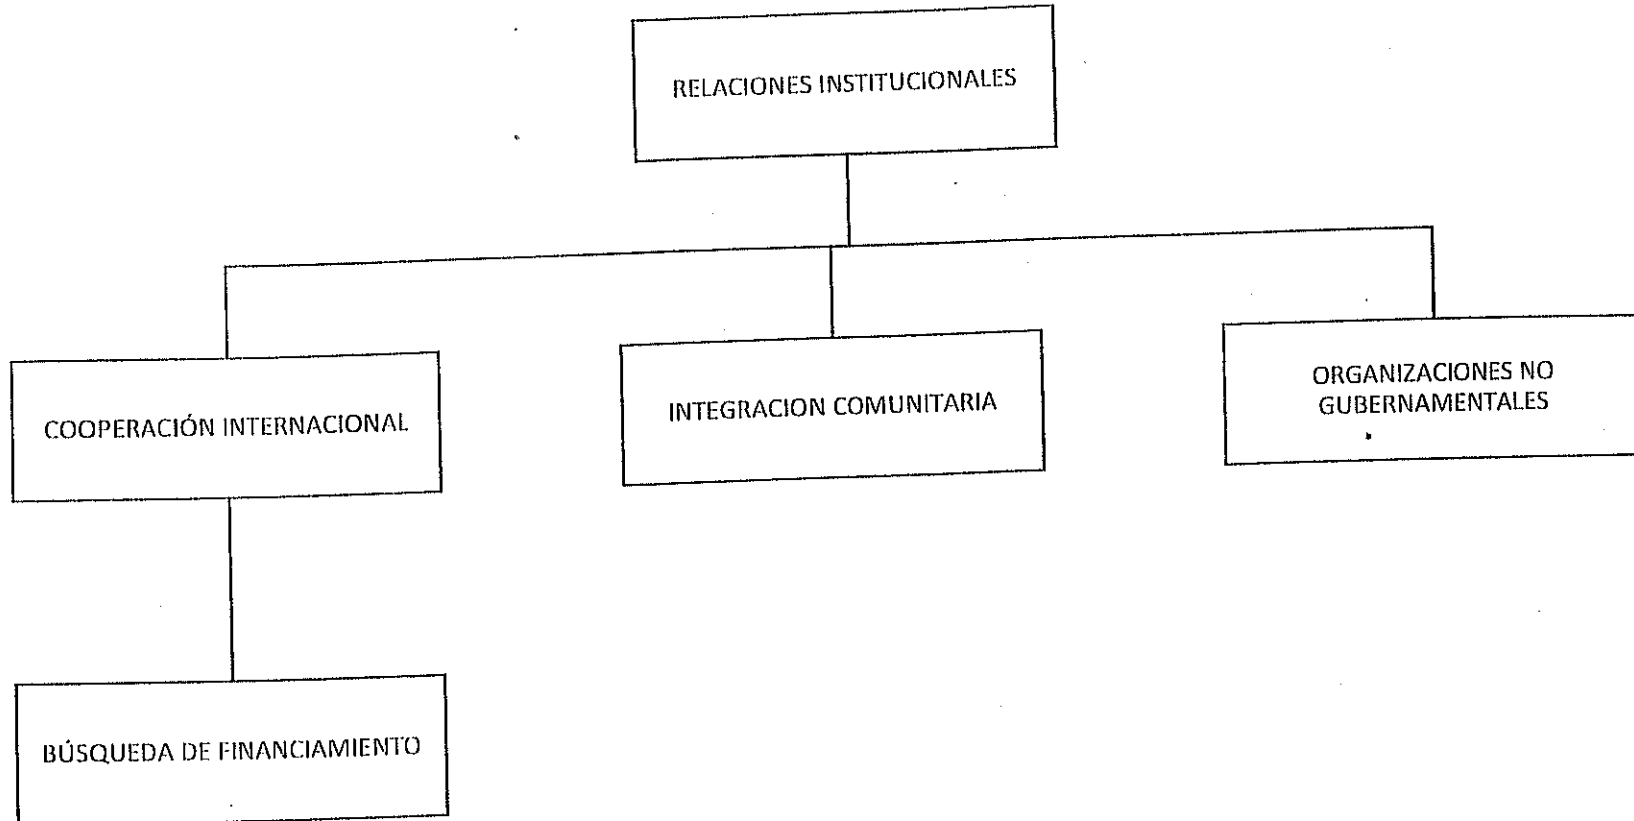 RELACIONES INSTITUCIONALES
COOPERACIÓN INTERNACIONAL
INTEGRACION COMUNITARIA
ORGANIZACIONES NO
GUBERNAMENTALES
BÚSQUEDA DE FINANCIAMIENTO